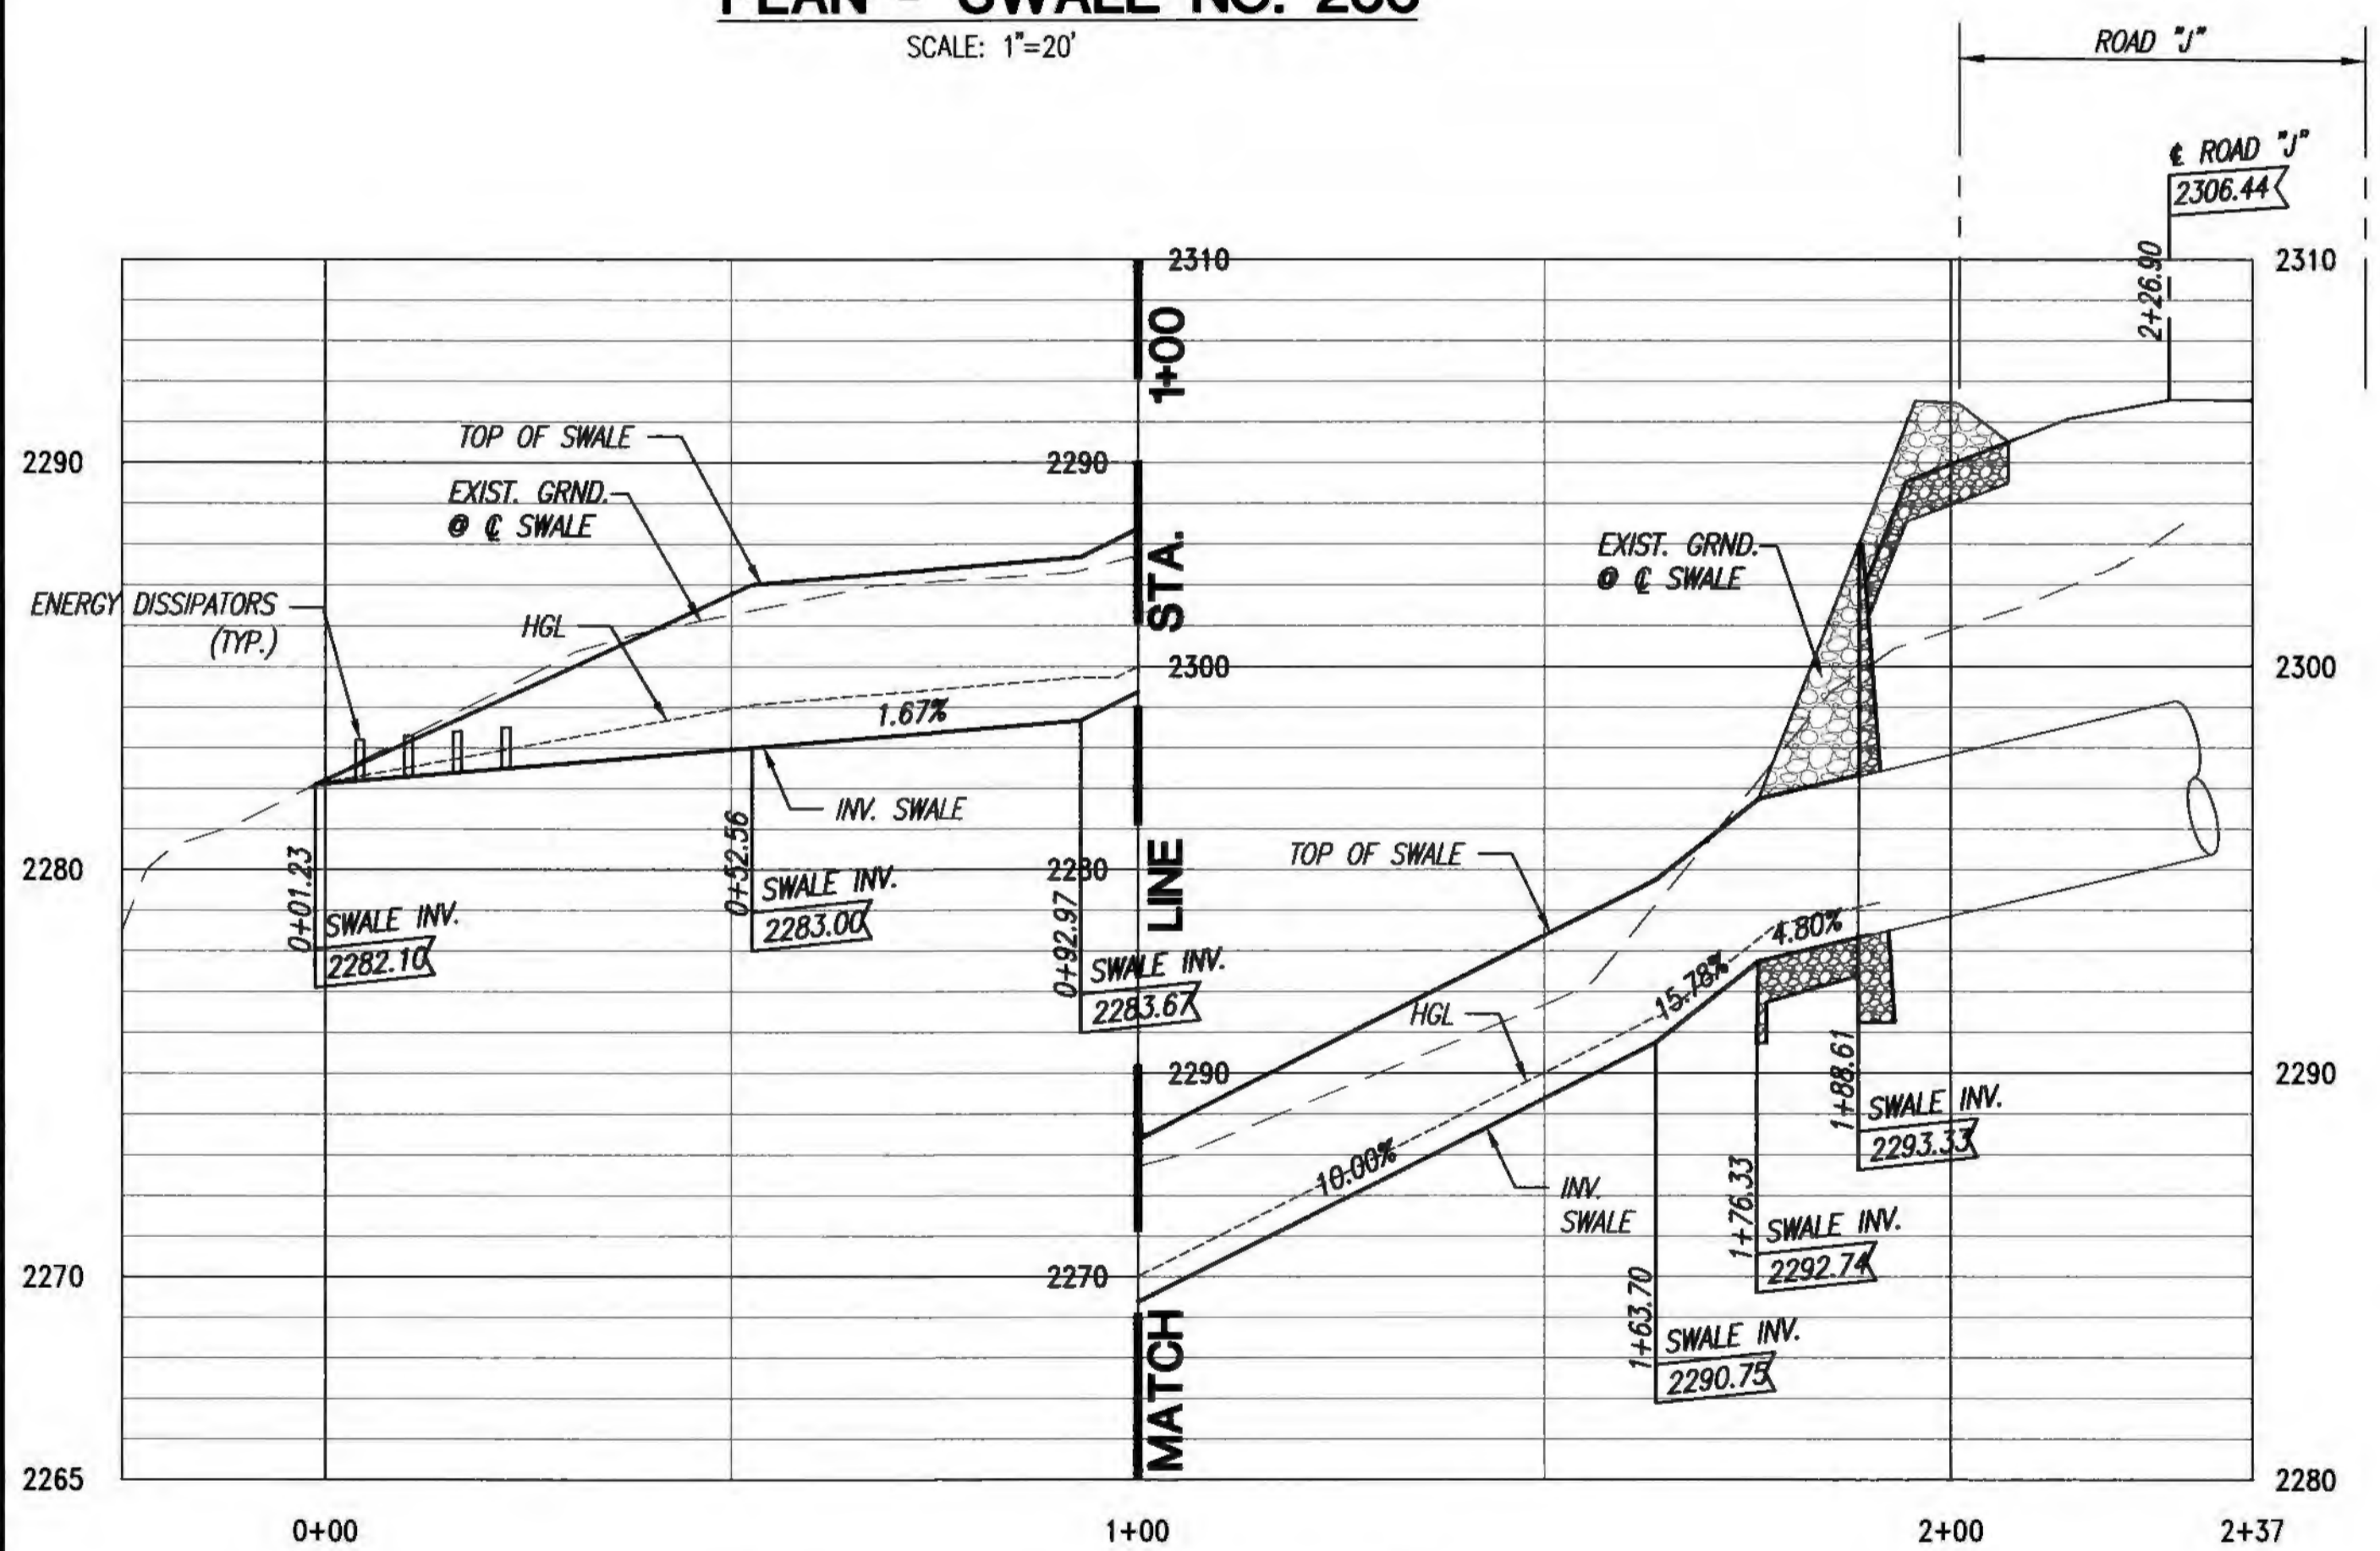 PLAN - SWALE NO.
SCALE: 1"=20'
ROAD "J"
℄ ROAD "J"
2306.44
2+26.90
2310
2310
1+00
STA.
LINE
MATCH
TOP OF SWALE
EXIST. GRND.
@ ℄ SWALE
ENERGY DISSIPATORS
(TYP.)
HGL
1.67%
INV. SWALE
2290
2290
2300
2300
EXIST. GRND.
@ ℄ SWALE
2280
2280
0+01.23
SWALE INV.
2282.10
0+52.56
SWALE INV.
2283.00
0+92.97
SWALE INV.
2283.67
TOP OF SWALE
HGL
10.00%
15.78%
4.80%
INV.
SWALE
2290
2290
1+63.70
SWALE INV.
2290.75
1+76.33
SWALE INV.
2292.74
1+88.61
SWALE INV.
2293.33
2270
2270
2265
2280
0+00
1+00
2+00
2+37